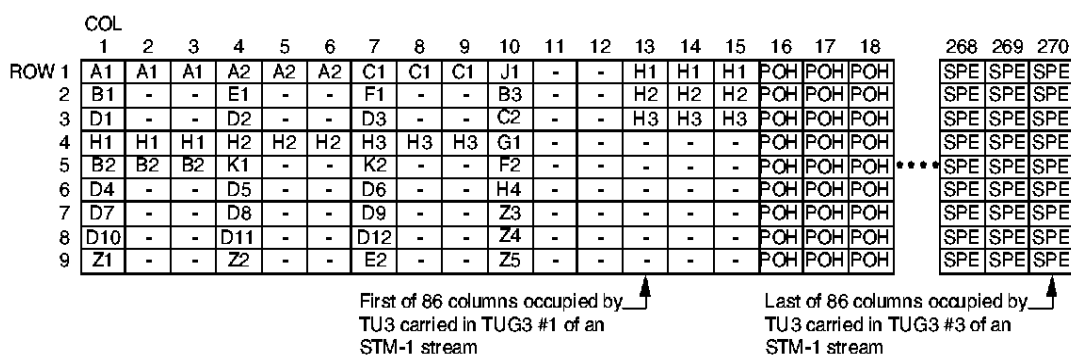 COL
1 2 3 4 5 6 7 8 9 10 11 12 13 14 15 16 17 18 268 269 270
ROW 1 A1 A1 A1 A2 A2 A2 C1 C1 C1 J1 - - H1 H1 H1 POH POH POH SPE SPE SPE
2 B1 - - E1 - - F1 - - B3 - - H2 H2 H2 POH POH POH SPE SPE SPE
3 D1 - - D2 - - D3 - - C2 - - H3 H3 H3 POH POH POH SPE SPE SPE
4 H1 H1 H1 H2 H2 H2 H3 H3 H3 G1 - - - - - POH POH POH SPE SPE SPE
5 B2 B2 B2 K1 - - K2 - - F2 - - - - - POH POH POH •••• SPE SPE SPE
6 D4 - - D5 - - D6 - - H4 - - - - - POH POH POH SPE SPE SPE
7 D7 - - D8 - - D9 - - Z3 - - - - - POH POH POH SPE SPE SPE
8 D10 - - D11 - - D12 - - Z4 - - - - - POH POH POH SPE SPE SPE
9 Z1 - - Z2 - - E2 - - Z5 - - - - - POH POH POH SPE SPE SPE
First of 86 columns occupied by
TU3 carried in TUG3 #1 of an
STM-1 stream
Last of 86 columns occupied by
TU3 carried in TUG3 #3 of an
STM-1 stream